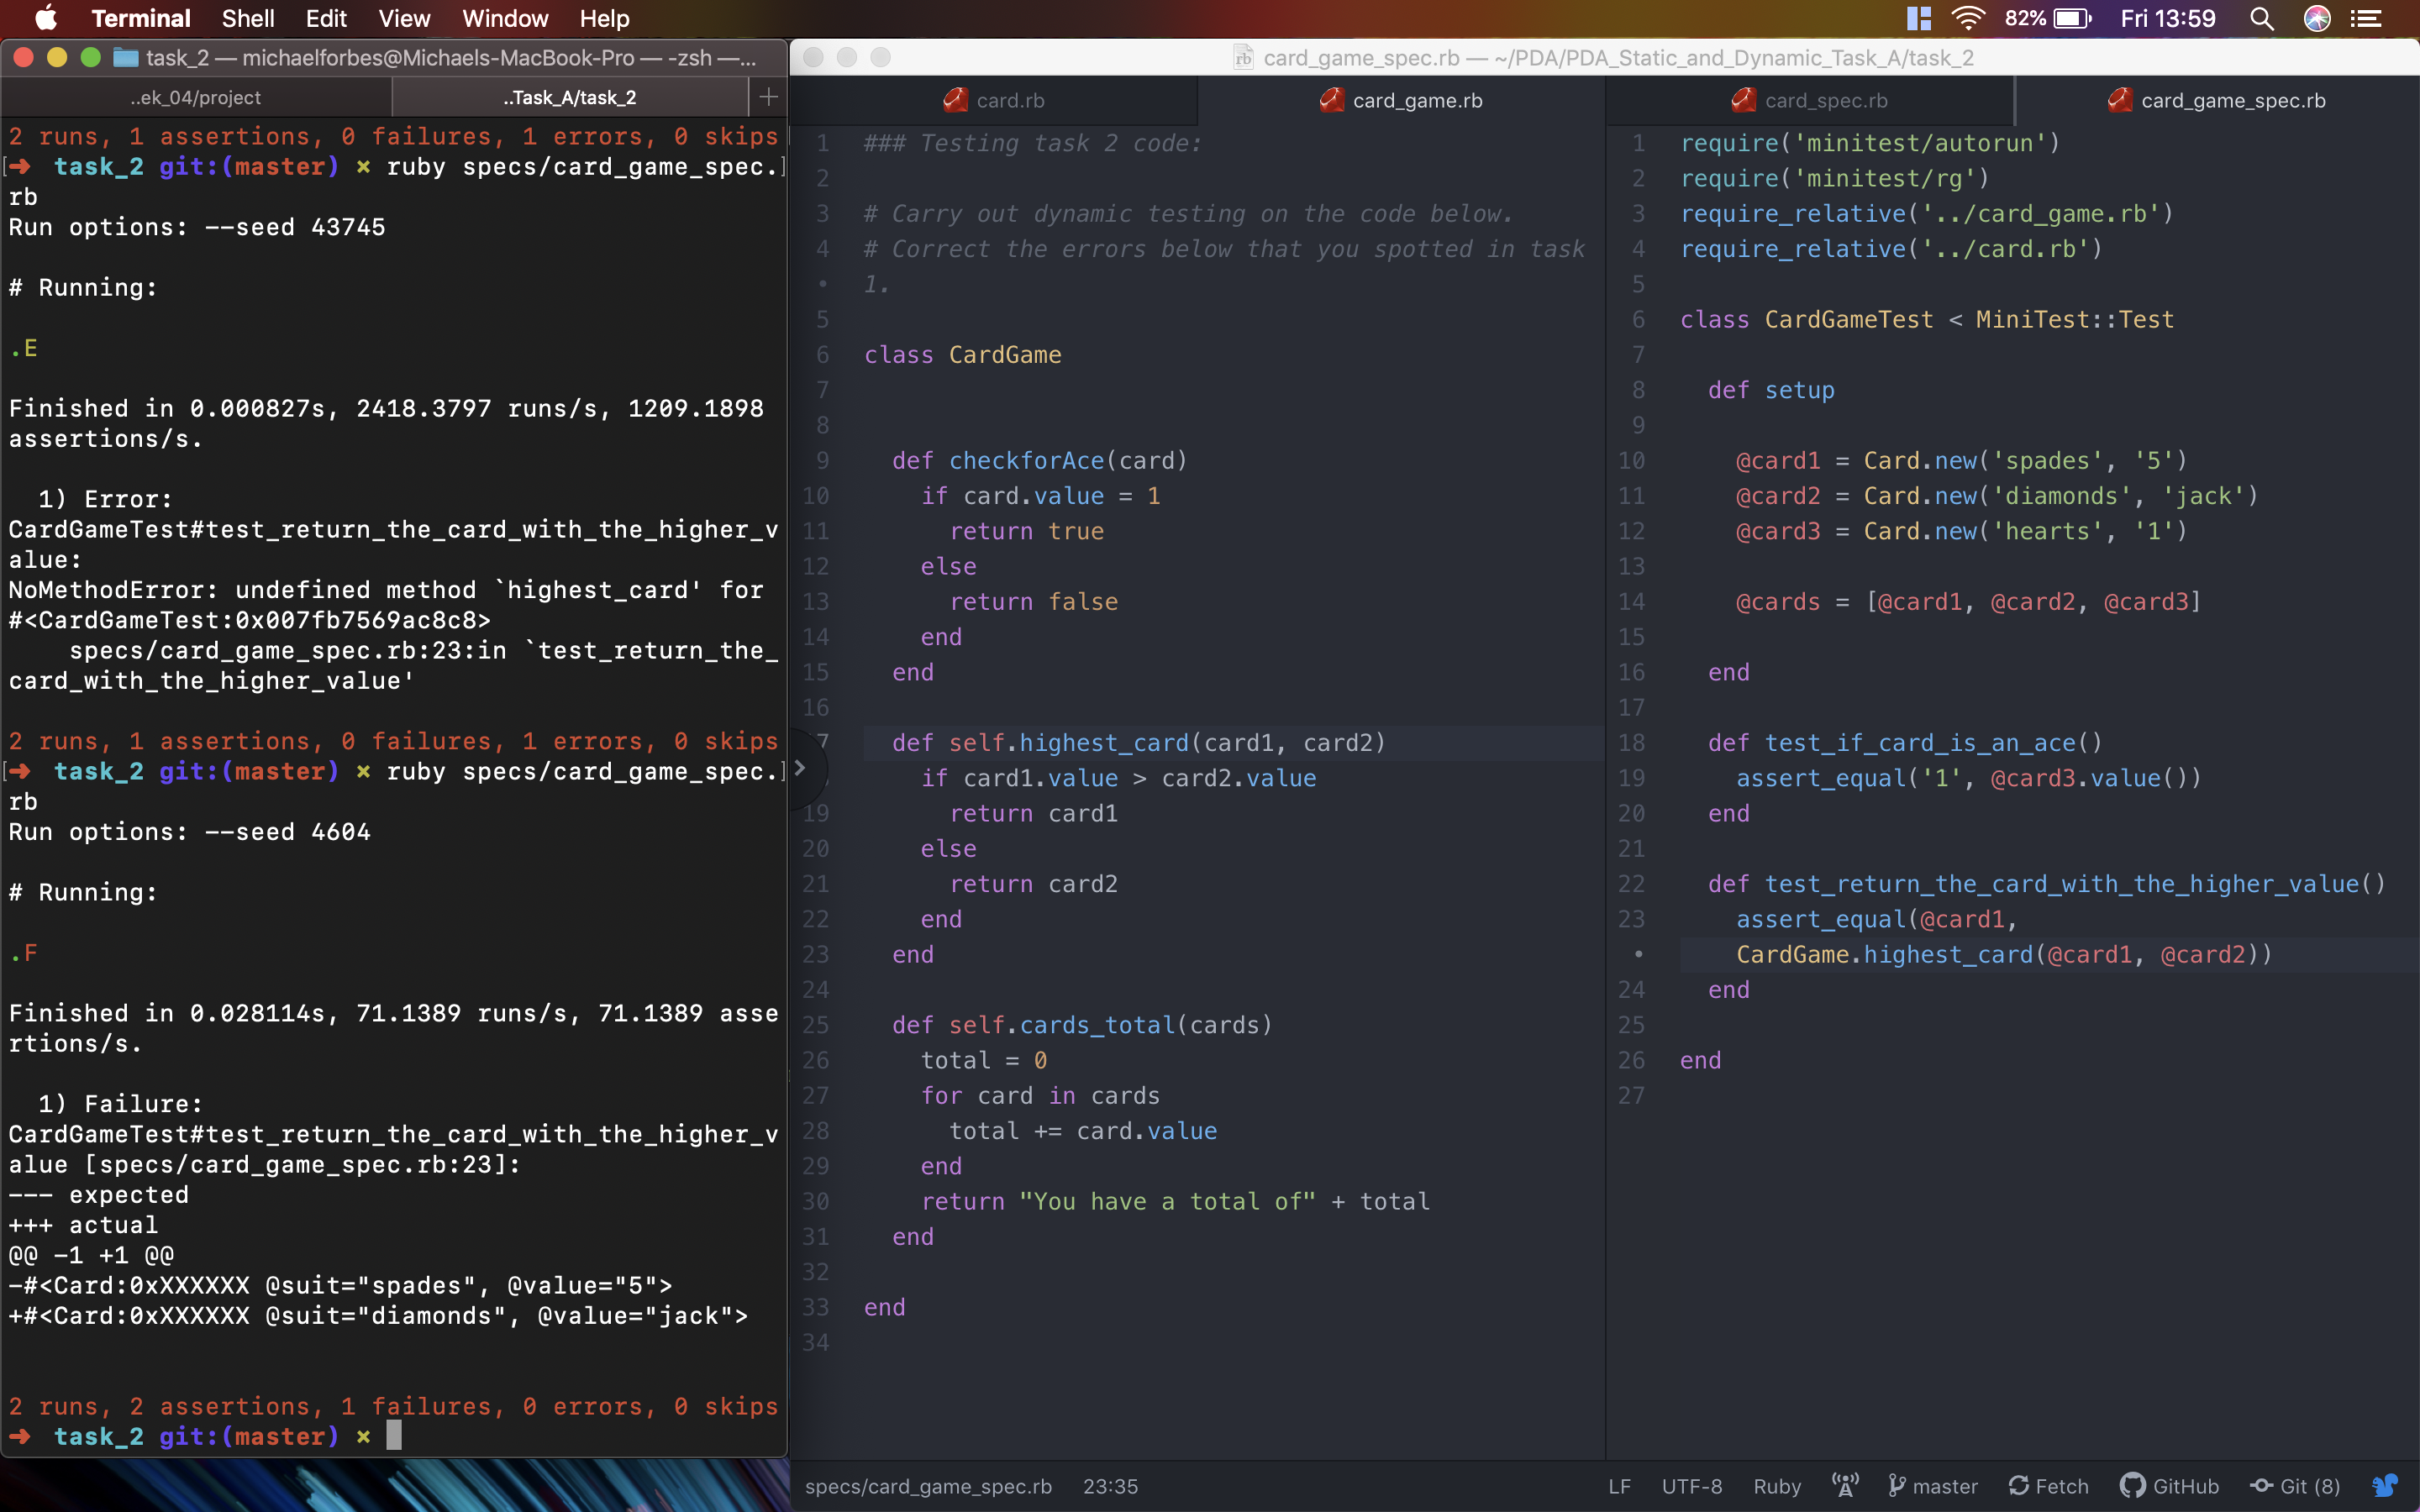 Terminal Shell Edit View Window Help 82% Fri 13:59
task_2 — michaelforbes@Michaels-MacBook-Pro — -zsh —...
..ek_04/project ..Task_A/task_2 +
2 runs, 1 assertions, 0 failures, 1 errors, 0 skips
[➜ task_2 git:(master) × ruby specs/card_game_spec.]
rb
Run options: --seed 43745
# Running:
.E
Finished in 0.000827s, 2418.3797 runs/s, 1209.1898
assertions/s.
1) Error:
CardGameTest#test_return_the_card_with_the_higher_v
alue:
NoMethodError: undefined method `highest_card' for
#<CardGameTest:0x007fb7569ac8c8>
specs/card_game_spec.rb:23:in `test_return_the_
card_with_the_higher_value'
2 runs, 1 assertions, 0 failures, 1 errors, 0 skips
[➜ task_2 git:(master) × ruby specs/card_game_spec.]
rb
Run options: --seed 4604
# Running:
.F
Finished in 0.028114s, 71.1389 runs/s, 71.1389 asse
rtions/s.
1) Failure:
CardGameTest#test_return_the_card_with_the_higher_v
alue [specs/card_game_spec.rb:23]:
--- expected
+++ actual
@@ -1 +1 @@
-#<Card:0xXXXXXX @suit="spades", @value="5">
+#<Card:0xXXXXXX @suit="diamonds", @value="jack">
2 runs, 2 assertions, 1 failures, 0 errors, 0 skips
➜ task_2 git:(master) ×
card_game_spec.rb — ~/PDA/PDA_Static_and_Dynamic_Task_A/task_2
card.rb card_game.rb
1 ### Testing task 2 code:
2
3 # Carry out dynamic testing on the code below.
4 # Correct the errors below that you spotted in task
• 1.
5
6 class CardGame
7
8
9 def checkforAce(card)
10 if card.value = 1
11 return true
12 else
13 return false
14 end
15 end
16
7 def self.highest_card(card1, card2)
if card1.value > card2.value
19 return card1
20 else
21 return card2
22 end
23 end
24
25 def self.cards_total(cards)
26 total = 0
27 for card in cards
28 total += card.value
29 end
30 return "You have a total of" + total
31 end
32
33 end
34
card_spec.rb card_game_spec.rb
1 require('minitest/autorun')
2 require('minitest/rg')
3 require_relative('../card_game.rb')
4 require_relative('../card.rb')
5
6 class CardGameTest < MiniTest::Test
7
8 def setup
9
10 @card1 = Card.new('spades', '5')
11 @card2 = Card.new('diamonds', 'jack')
12 @card3 = Card.new('hearts', '1')
13
14 @cards = [@card1, @card2, @card3]
15
16 end
17
18 def test_if_card_is_an_ace()
19 assert_equal('1', @card3.value())
20 end
21
22 def test_return_the_card_with_the_higher_value()
23 assert_equal(@card1,
• CardGame.highest_card(@card1, @card2))
24 end
25
26 end
27
specs/card_game_spec.rb 23:35 LF UTF-8 Ruby master Fetch GitHub Git (8)